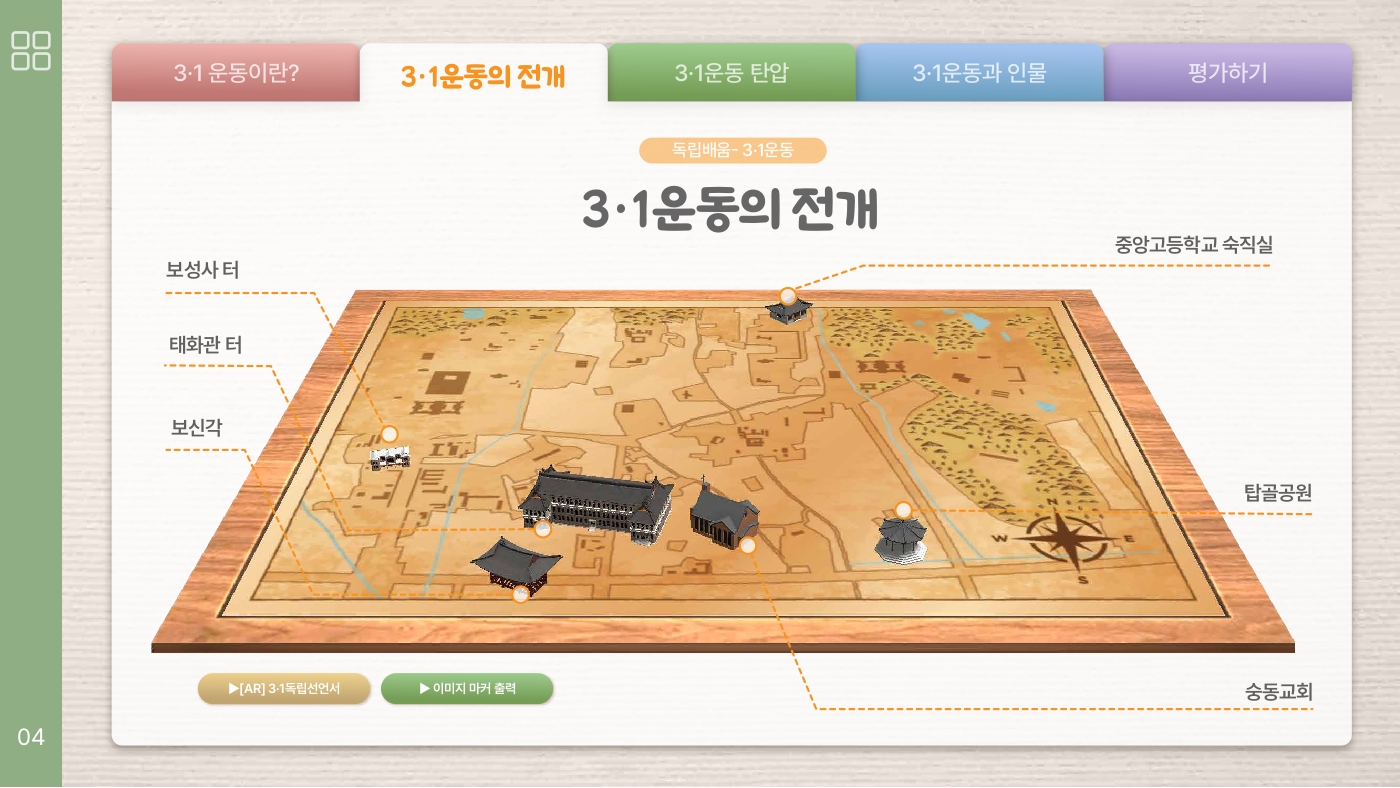 3·1 운동이란?
3·1운동의 전개
3·1운동 탄압
3·1운동과 인물
평가하기
독립배움- 3·1운동
3·1운동의 전개
중앙고등학교 숙직실
보성사 터
태화관 터
보신각
탑골공원
N
W
E
S
숭동교회
▶[AR] 3·1독립선언서
▶ 이미지 마커 출력
04